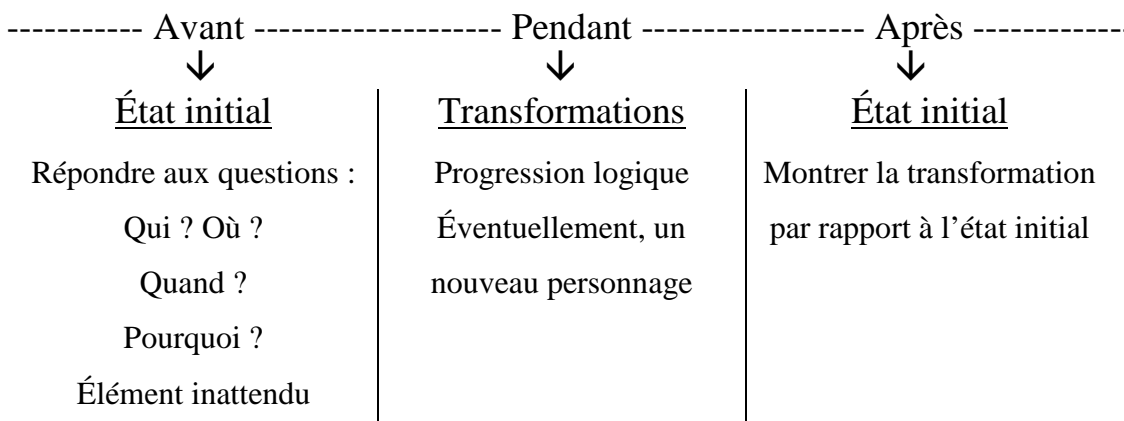 ----------- Avant -------------------- Pendant ------------------ Après -------------
État initial
Répondre aux questions :
Qui ? Où ?
Quand ?
Pourquoi ?
Élément inattendu
Transformations
Progression logique
Éventuellement, un
nouveau personnage
État initial
Montrer la transformation
par rapport à l’état initial